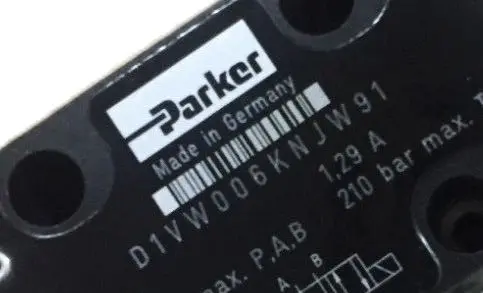 Parker
Made in Germany
D1VW006KNJW91
1,29 A
max. P,A,B 210 bar max. T
A B